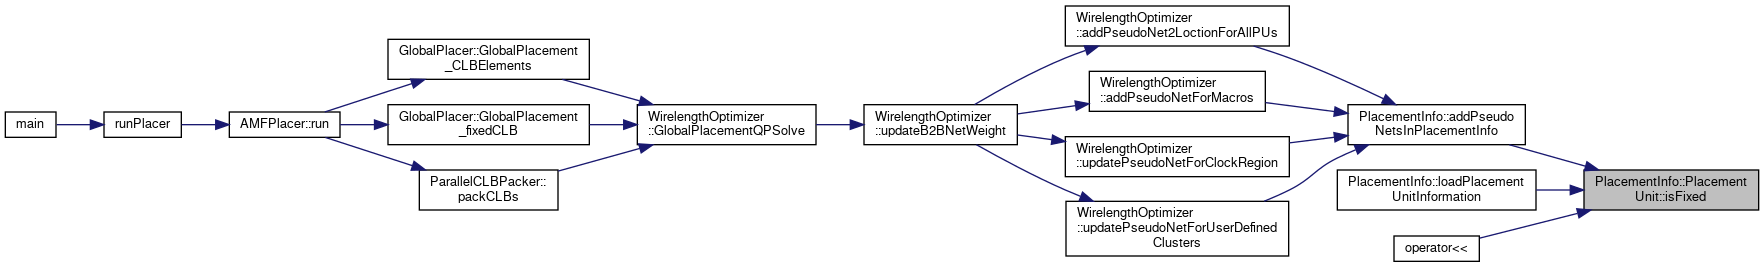 main
runPlacer
AMFPlacer::run
GlobalPlacer::GlobalPlacement
_CLBElements
GlobalPlacer::GlobalPlacement
_fixedCLB
ParallelCLBPacker::
packCLBs
WirelengthOptimizer
::GlobalPlacementQPSolve
WirelengthOptimizer
::updateB2BNetWeight
WirelengthOptimizer
::addPseudoNet2LoctionForAllPUs
WirelengthOptimizer
::addPseudoNetForMacros
WirelengthOptimizer
::updatePseudoNetForClockRegion
WirelengthOptimizer
::updatePseudoNetForUserDefined
Clusters
PlacementInfo::addPseudo
NetsInPlacementInfo
PlacementInfo::loadPlacement
UnitInformation
operator<<
PlacementInfo::Placement
Unit::isFixed